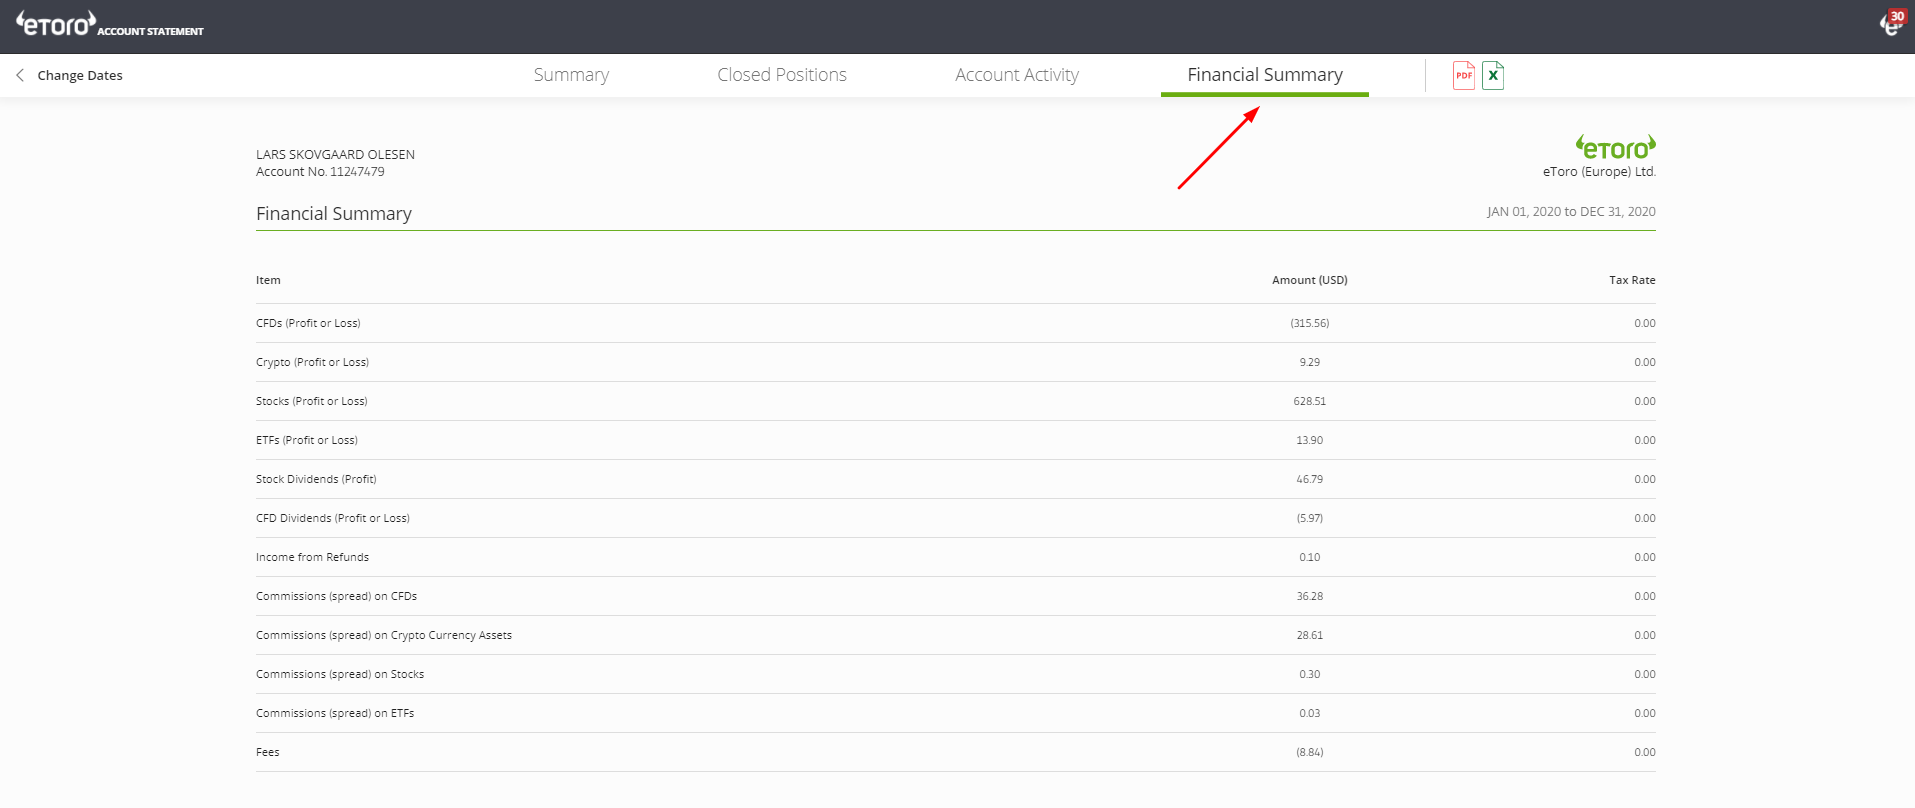 eToro ACCOUNT STATEMENT
30
Change Dates
Summary
Closed Positions
Account Activity
Financial Summary
PDF
X
LARS SKOVGAARD OLESEN
Account No. 11247479
eToro
eToro (Europe) Ltd.
Financial Summary
JAN 01, 2020 to DEC 31, 2020
Item Amount (USD) Tax Rate
CFDs (Profit or Loss) (315.56) 0.00
Crypto (Profit or Loss) 9.29 0.00
Stocks (Profit or Loss) 628.51 0.00
ETFs (Profit or Loss) 13.90 0.00
Stock Dividends (Profit) 46.79 0.00
CFD Dividends (Profit or Loss) (5.97) 0.00
Income from Refunds 0.10 0.00
Commissions (spread) on CFDs 36.28 0.00
Commissions (spread) on Crypto Currency Assets 28.61 0.00
Commissions (spread) on Stocks 0.30 0.00
Commissions (spread) on ETFs 0.03 0.00
Fees (8.84) 0.00